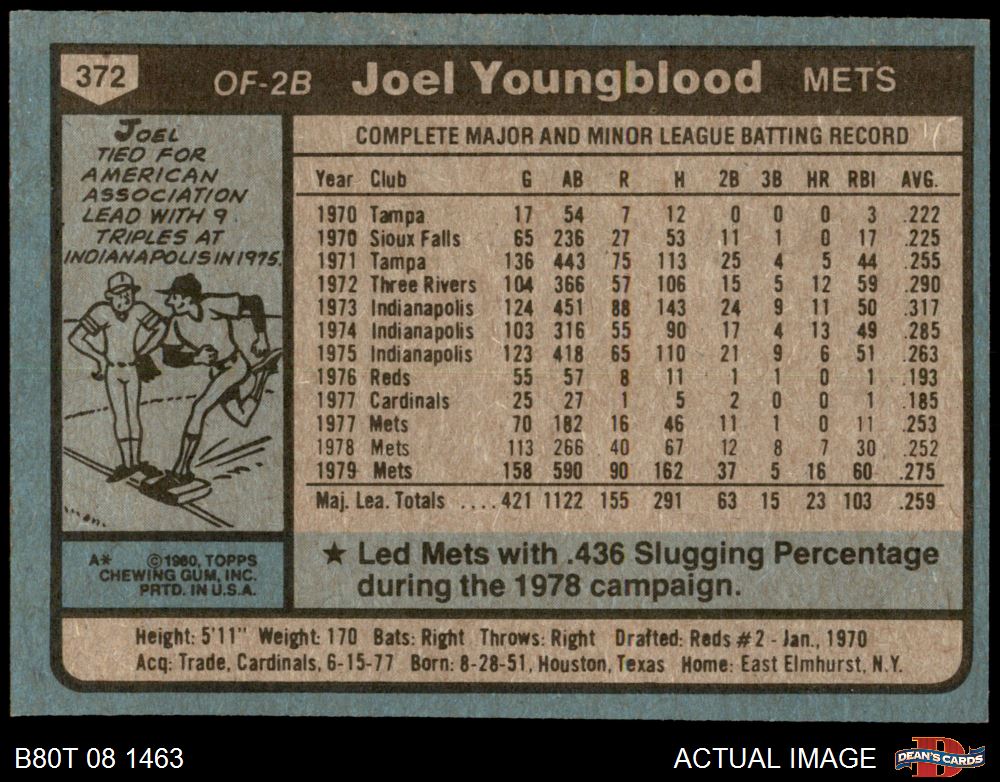 372 OF-2B Joel Youngblood METS
JOEL
TIED FOR
AMERICAN
ASSOCIATION
LEAD WITH 9
TRIPLES AT
INDIANAPOLIS IN 1975.
A* ©1980, TOPPS
CHEWING GUM, INC.
PRTD. IN U.S.A.
COMPLETE MAJOR AND MINOR LEAGUE BATTING RECORD
Year Club G AB R H 2B 3B HR RBI AVG.
1970 Tampa 17 54 7 12 0 0 0 3 .222
1970 Sioux Falls 65 236 27 53 11 1 0 17 .225
1971 Tampa 136 443 75 113 25 4 5 44 .255
1972 Three Rivers 104 366 57 106 15 5 12 59 .290
1973 Indianapolis 124 451 88 143 24 9 11 50 .317
1974 Indianapolis 103 316 55 90 17 4 13 49 .285
1975 Indianapolis 123 418 65 110 21 9 6 51 .263
1976 Reds 55 57 8 11 1 1 0 1 .193
1977 Cardinals 25 27 1 5 2 0 0 1 .185
1977 Mets 70 182 16 46 11 1 0 11 .253
1978 Mets 113 266 40 67 12 8 7 30 .252
1979 Mets 158 590 90 162 37 5 16 60 .275
Maj. Lea. Totals ....421 1122 155 291 63 15 23 103 .259
★ Led Mets with .436 Slugging Percentage
during the 1978 campaign.
Height: 5'11" Weight: 170 Bats: Right Throws: Right Drafted: Reds #2 - Jan., 1970
Acq: Trade, Cardinals, 6-15-77 Born: 8-28-51, Houston, Texas Home: East Elmhurst, N.Y.
B80T 08 1463 ACTUAL IMAGE DEAN'S CARDS